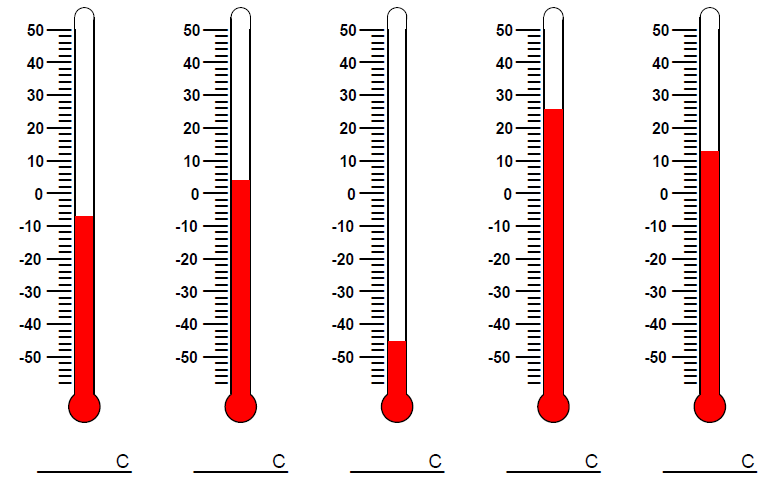 50 50 50 50 50
40 40 40 40 40
30 30 30 30 30
20 20 20 20 20
10 10 10 10 10
0 0 0 0 0
-10 -10 -10 -10 -10
-20 -20 -20 -20 -20
-30 -30 -30 -30 -30
-40 -40 -40 -40 -40
-50 -50 -50 -50 -50
C C C C C